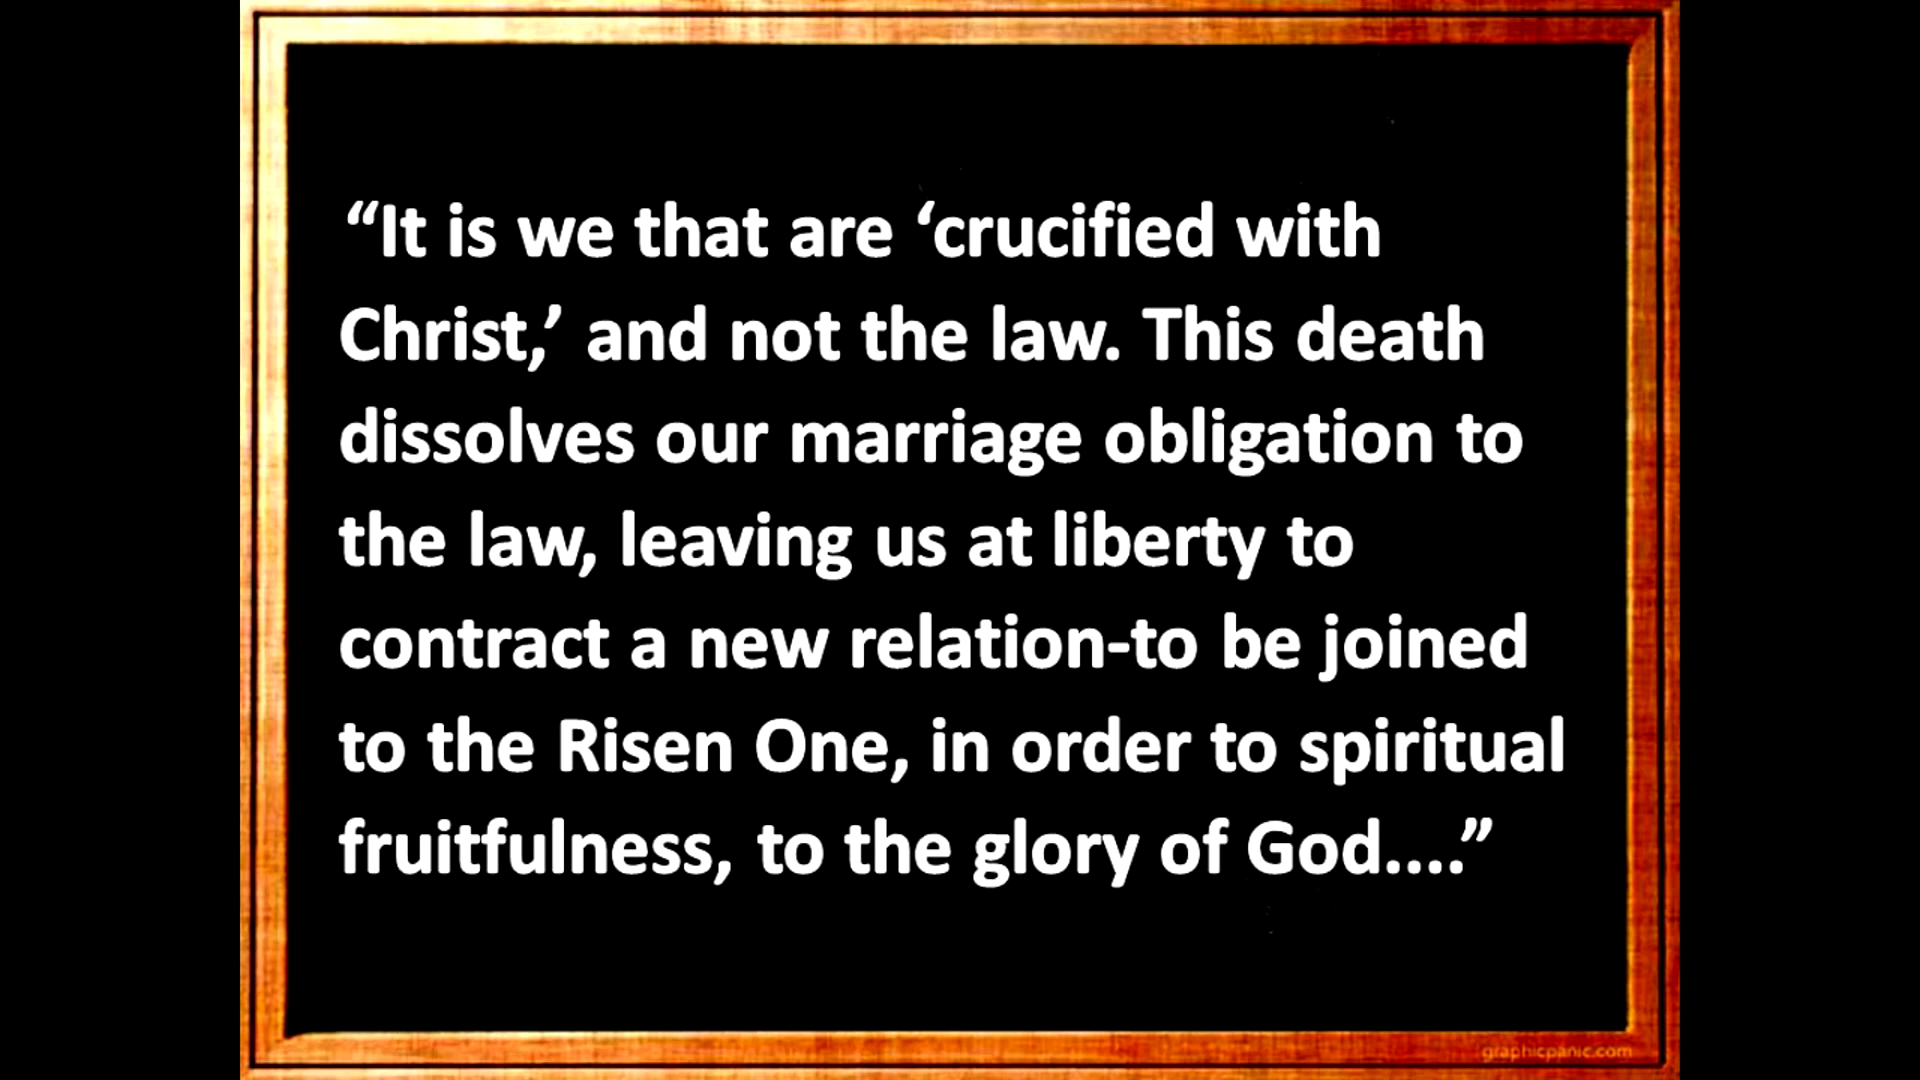 “It is we that are ‘crucified with
Christ,’ and not the law. This death
dissolves our marriage obligation to
the law, leaving us at liberty to
contract a new relation-to be joined
to the Risen One, in order to spiritual
fruitfulness, to the glory of God....”
graphicpanic.com